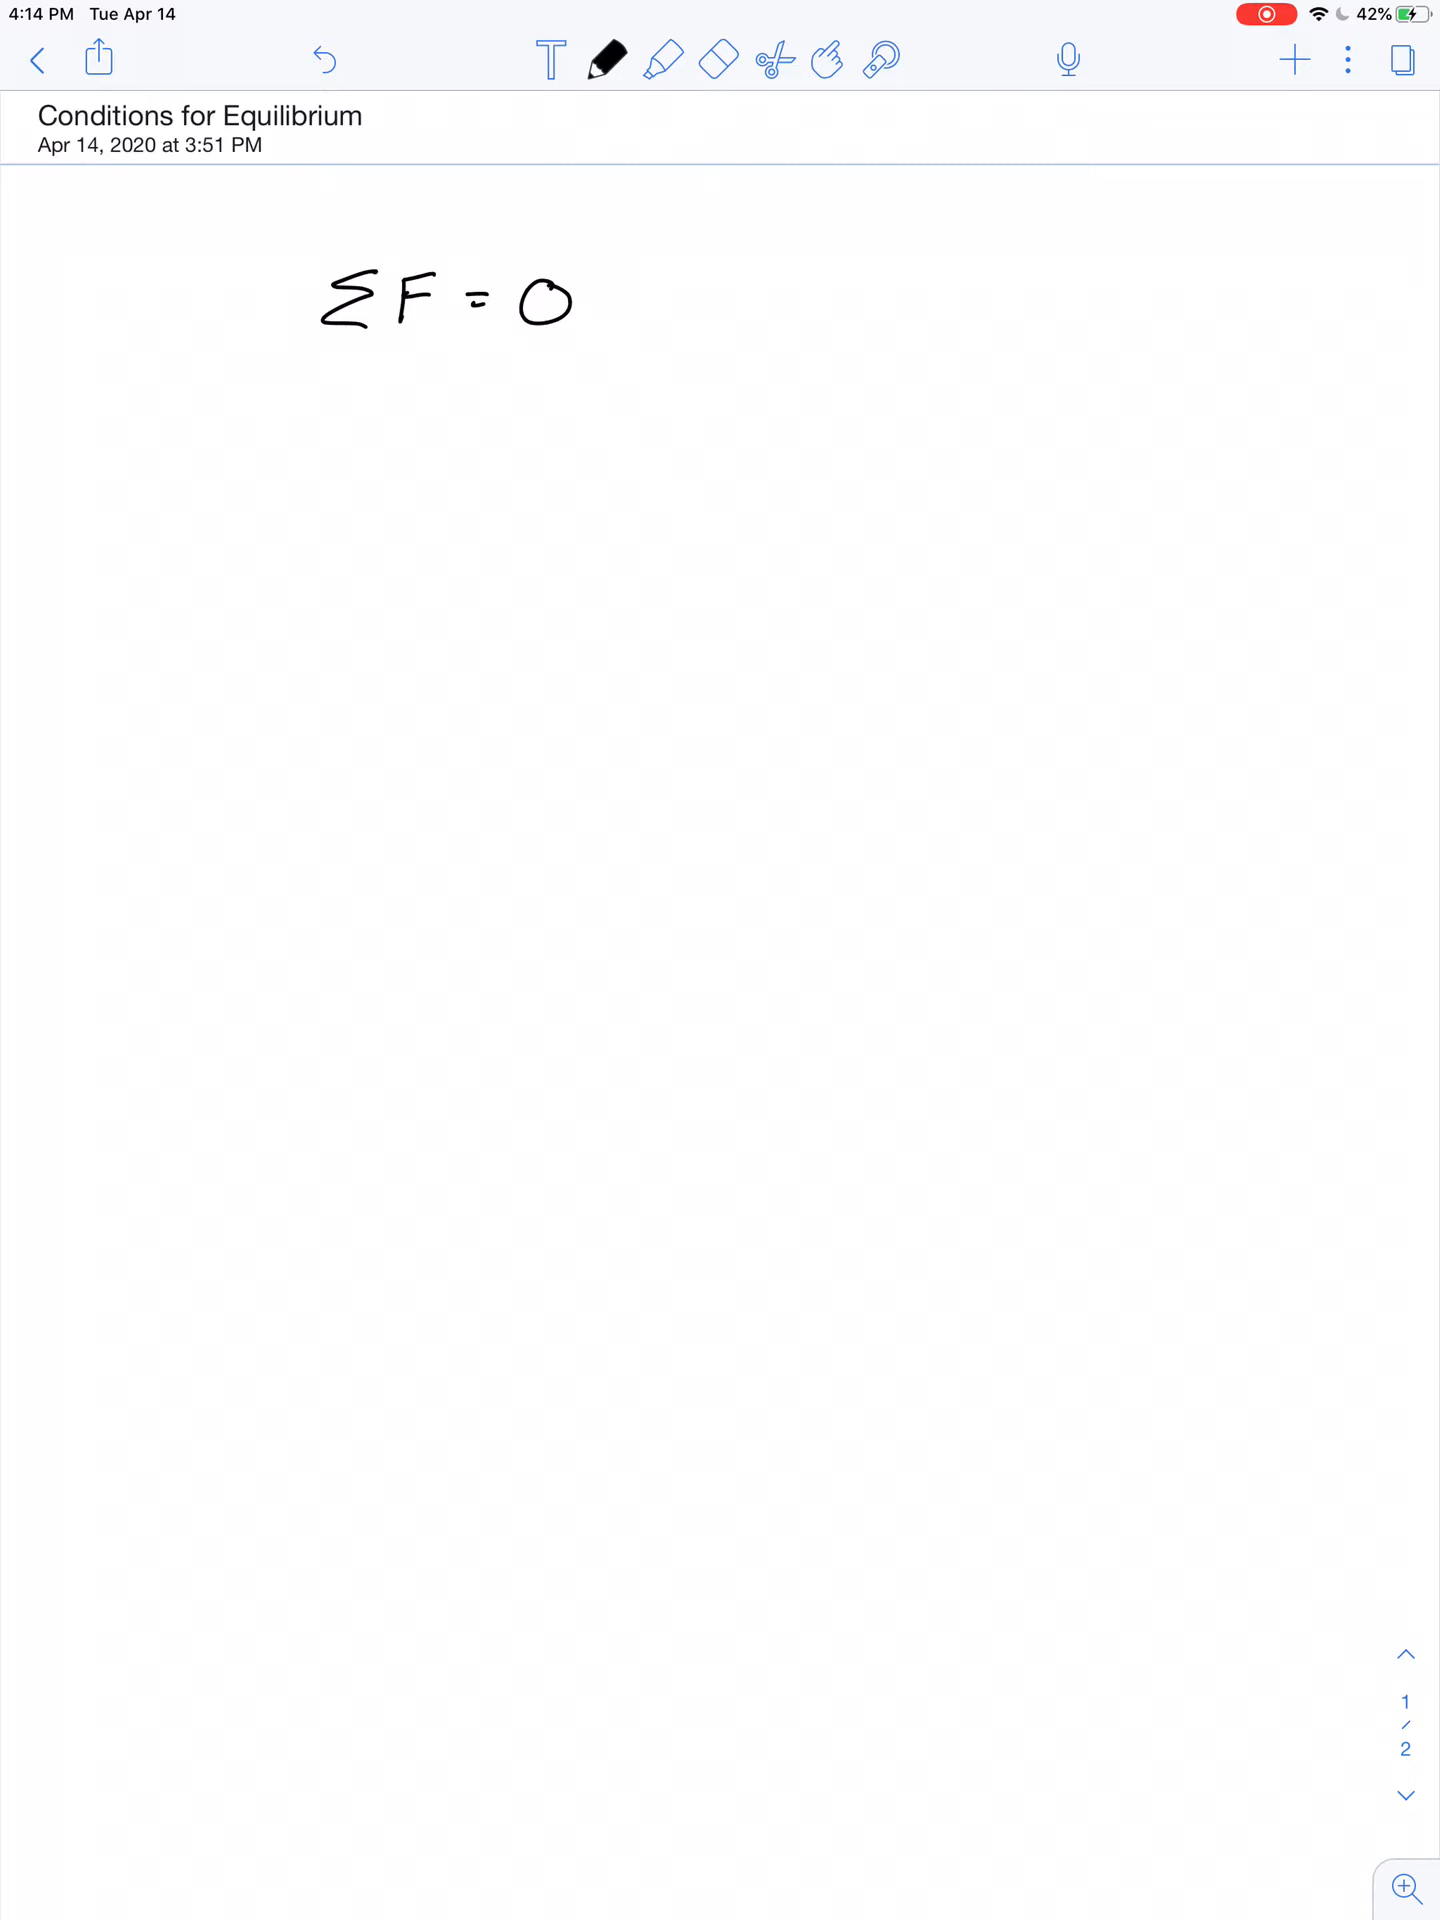 4:14 PM Tue Apr 14 42%
T
Conditions for Equilibrium
Apr 14, 2020 at 3:51 PM
Σ F = 0
1
/
2